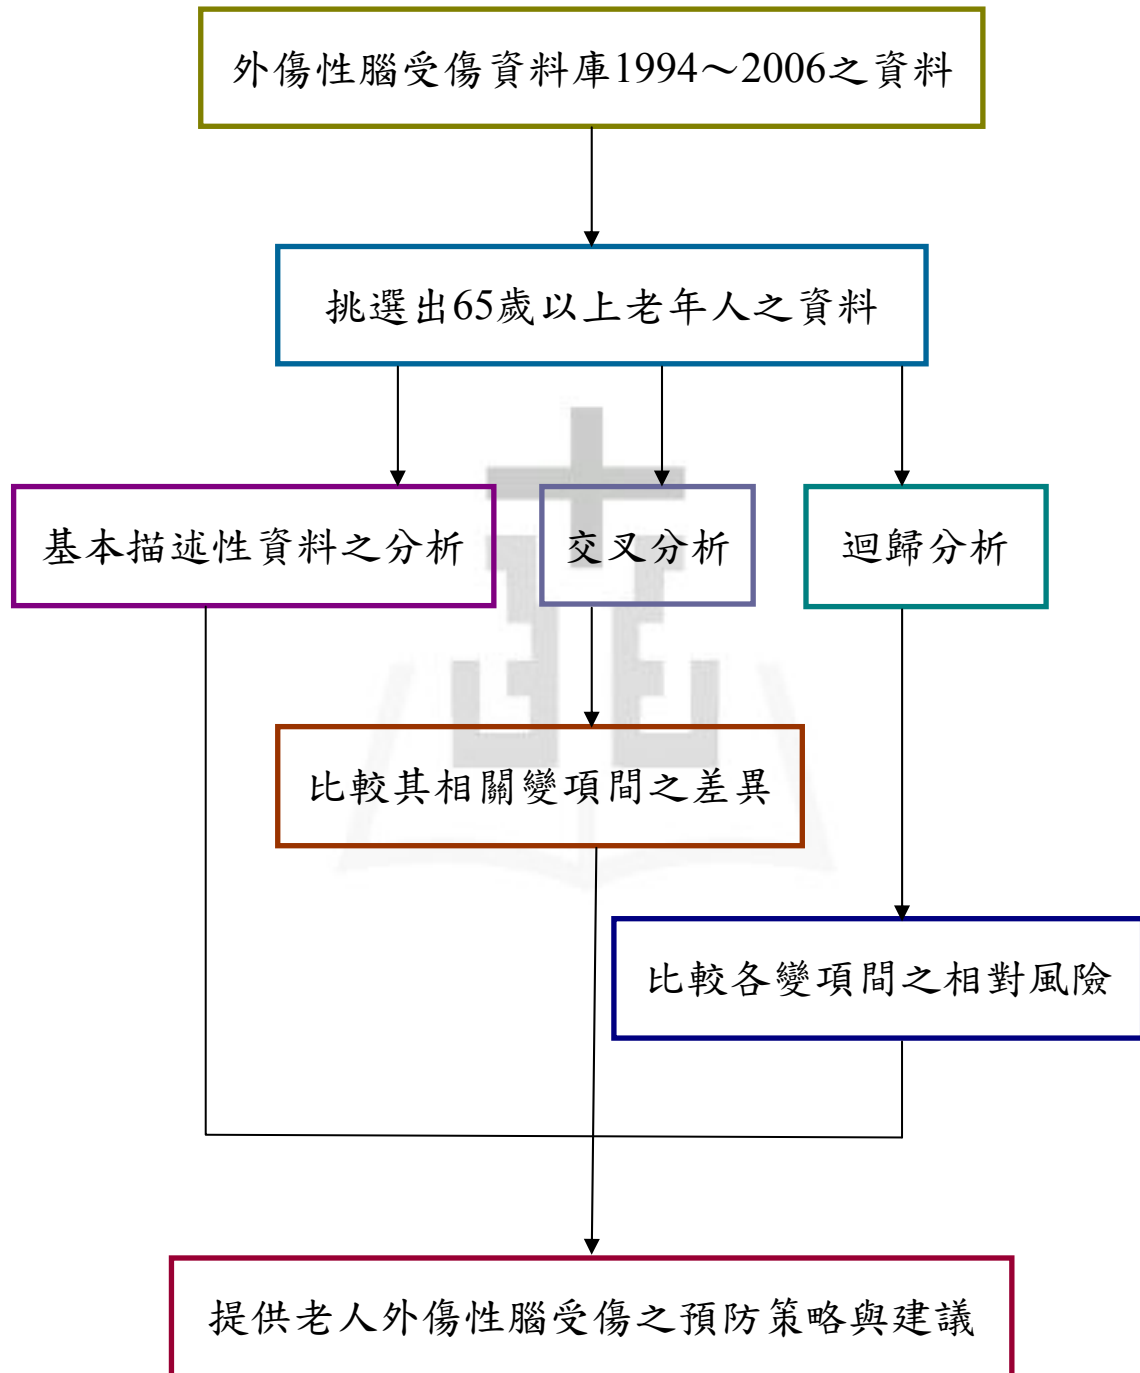 外傷性腦受傷資料庫1994～2006之資料
挑選出65歲以上老年人之資料
基本描述性資料之分析
交叉分析
迴歸分析
比較其相關變項間之差異
比較各變項間之相對風險
提供老人外傷性腦受傷之預防策略與建議